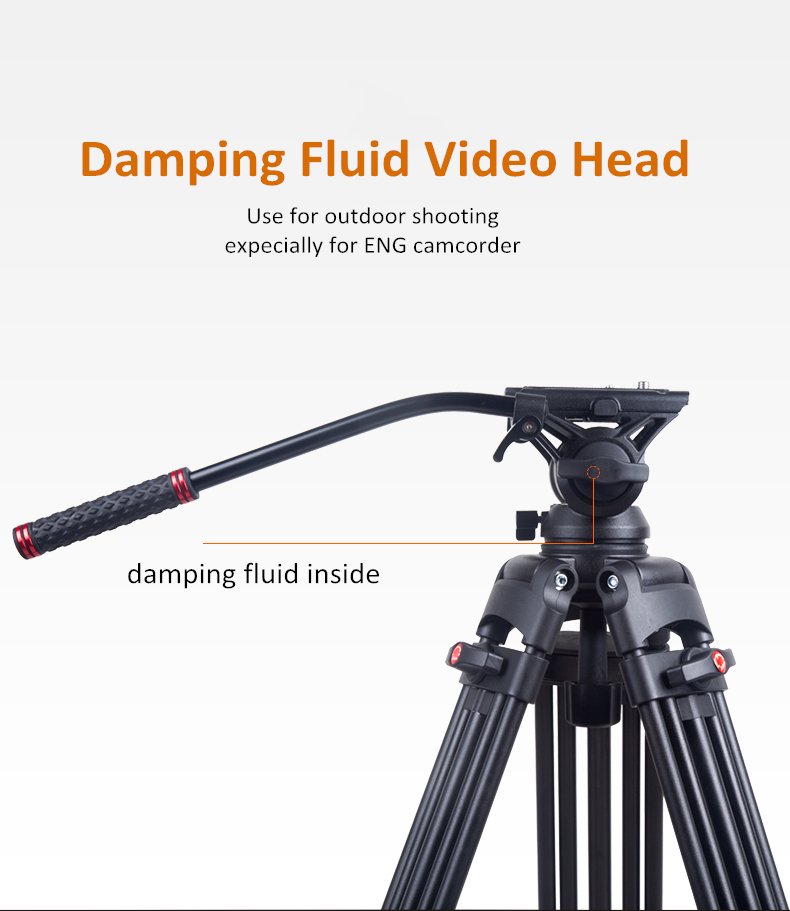 Damping Fluid Video Head
Use for outdoor shooting
expecially for ENG camcorder
damping fluid inside